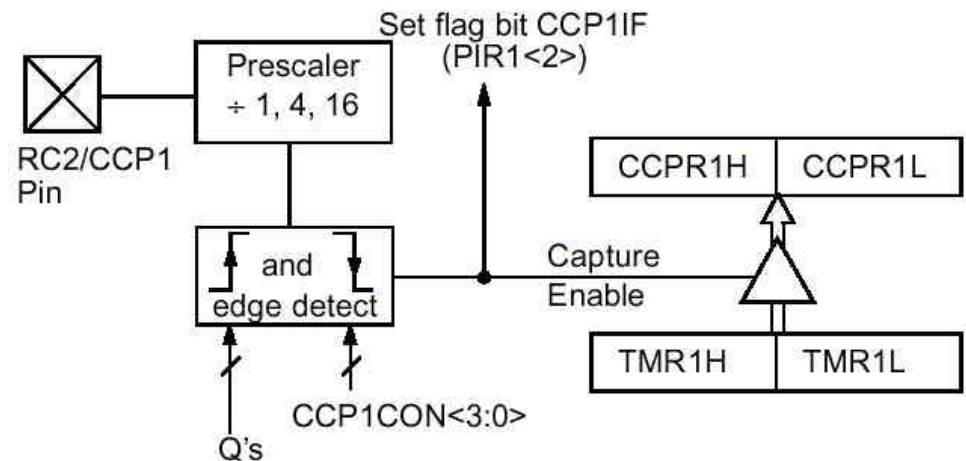 Set flag bit CCP1IF
(PIR1<2>)
Prescaler
÷ 1, 4, 16
RC2/CCP1
Pin
CCPR1H
CCPR1L
and
edge detect
Capture
Enable
TMR1H
TMR1L
CCP1CON<3:0>
Q's